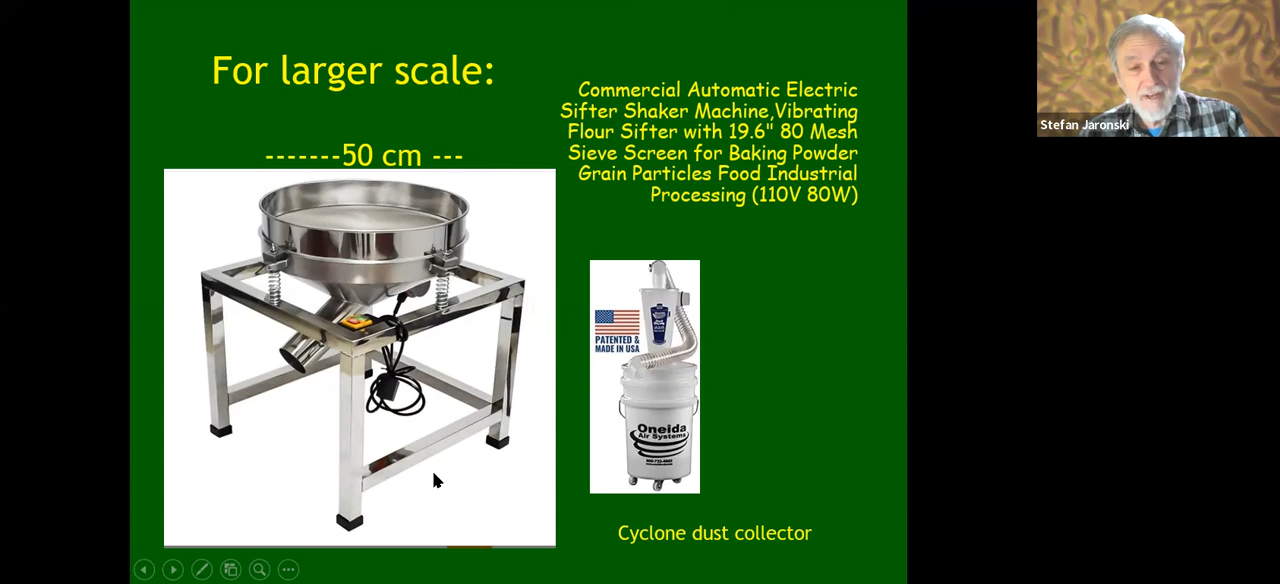 For larger scale:
-------50 cm ---
Commercial Automatic Electric
Sifter Shaker Machine,Vibrating
Flour Sifter with 19.6" 80 Mesh
Sieve Screen for Baking Powder
Grain Particles Food Industrial
Processing (110V 80W)
PATENTED &
MADE IN USA
Oneida
Air Systems
Cyclone dust collector
Stefan Jaronski